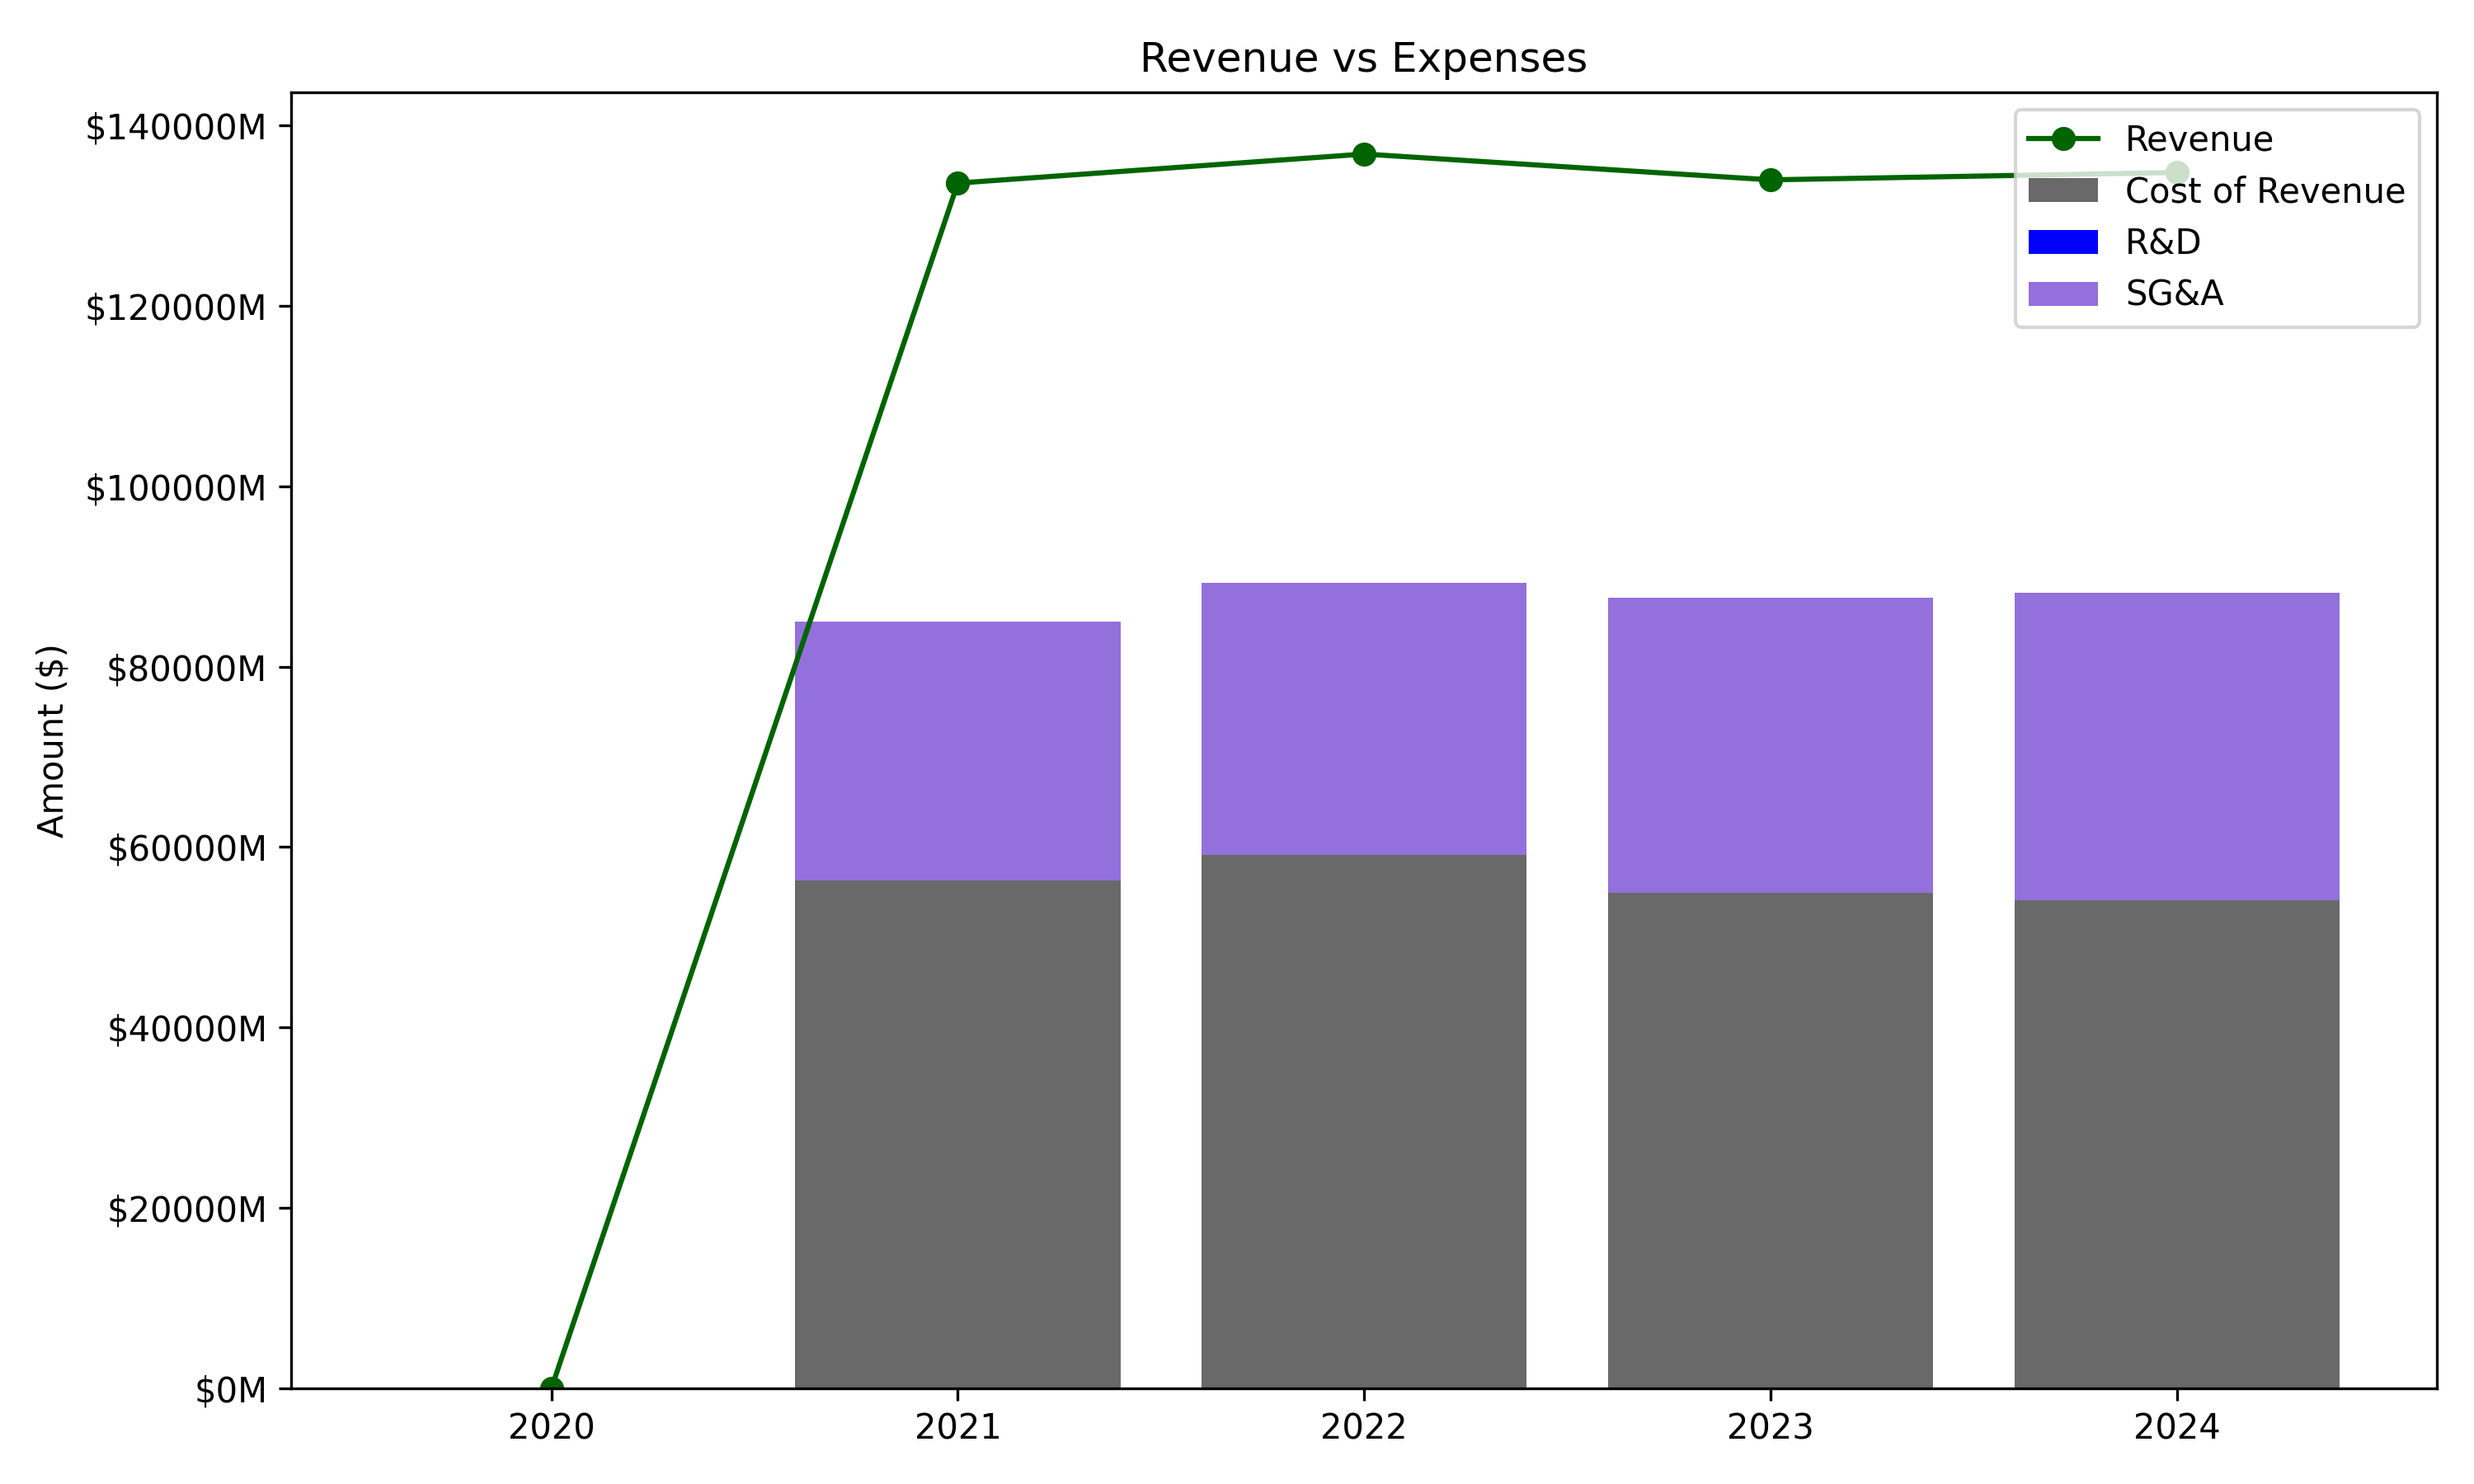 Revenue vs Expenses
$140000M
$120000M
$100000M
$80000M
$60000M
$40000M
$20000M
$0M
Amount ($)
Revenue
Cost of Revenue
R&D
SG&A
2020
2021
2022
2023
2024